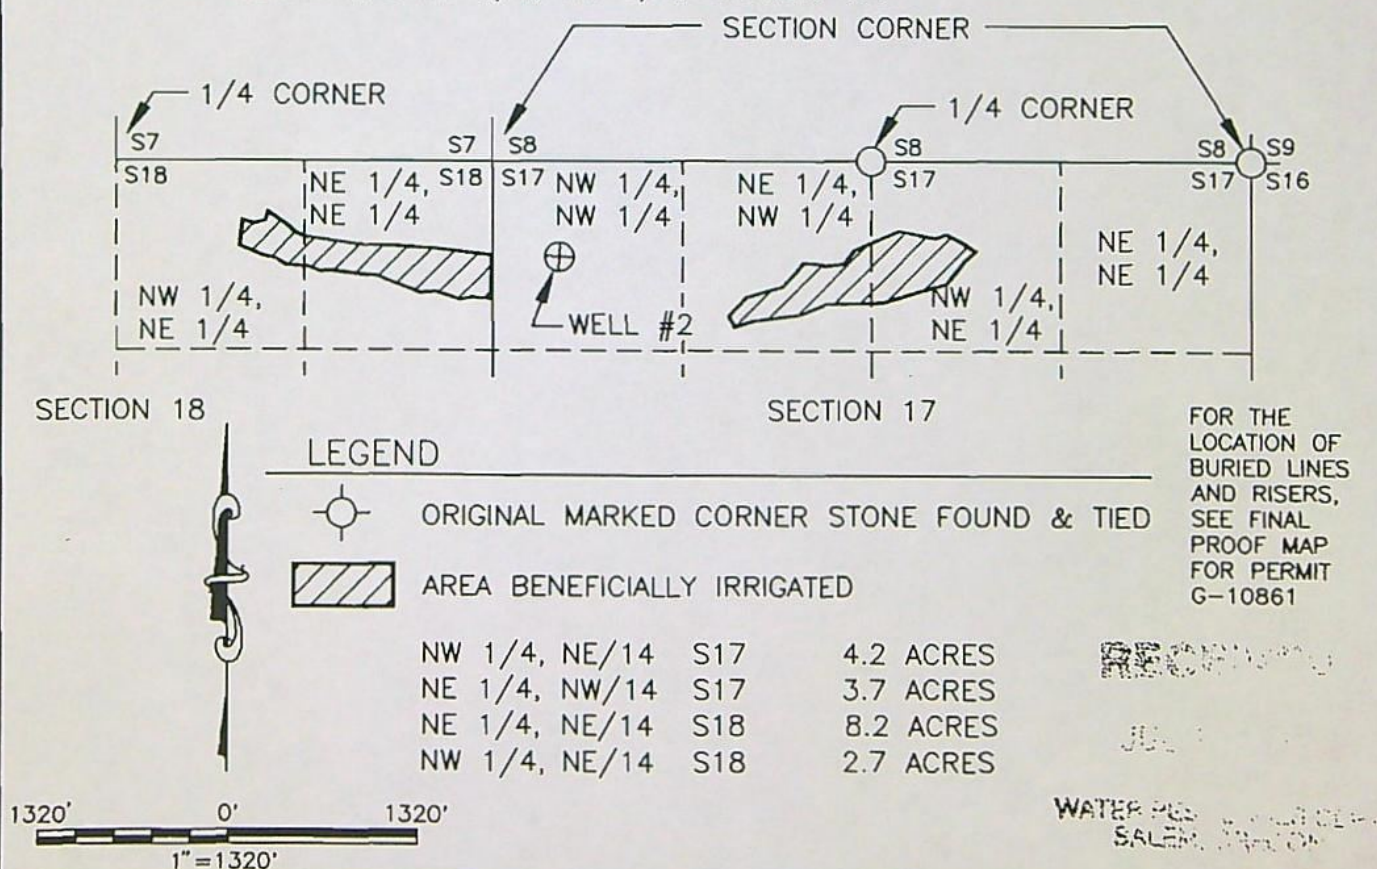 SECTION CORNER
1/4 CORNER
1/4 CORNER
S7
S7
S8
S8
S8
S9
S18
NE 1/4,
NE 1/4
S18
S17
NW 1/4,
NW 1/4
NE 1/4,
NW 1/4
S17
S17
S16
NE 1/4,
NE 1/4
NW 1/4,
NE 1/4
NW 1/4,
NE 1/4
WELL #2
SECTION 18
SECTION 17
FOR THE
LOCATION OF
BURIED LINES
AND RISERS,
SEE FINAL
PROOF MAP
FOR PERMIT
G-10861
LEGEND
ORIGINAL MARKED CORNER STONE FOUND & TIED
AREA BENEFICIALLY IRRIGATED
NW 1/4, NE/14 S17 4.2 ACRES
NE 1/4, NW/14 S17 3.7 ACRES
NE 1/4, NE/14 S18 8.2 ACRES
NW 1/4, NE/14 S18 2.7 ACRES
1320' 0' 1320'
1"=1320'
JUL
WATER
SALEM,